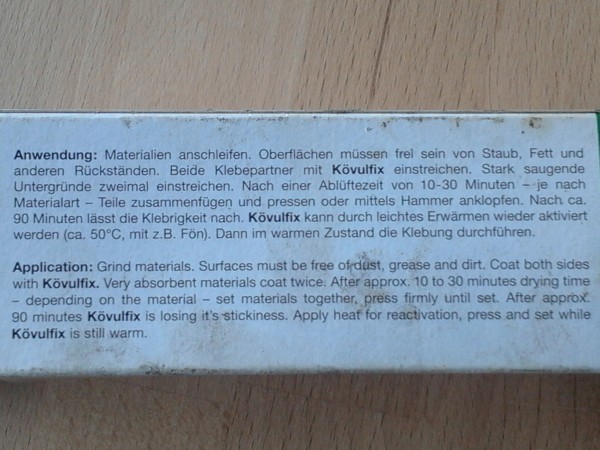 Anwendung: Materialien anschleifen. Oberflächen müssen frei sein von Staub, Fett und
anderen Rückständen. Beide Klebepartner mit Kövulfix einstreichen. Stark saugende
Untergründe zweimal einstreichen. Nach einer Ablüftezeit von 10-30 Minuten – je nach
Materialart – Teile zusammenfügen und pressen oder mittels Hammer anklopfen. Nach ca.
90 Minuten lässt die Klebrigkeit nach. Kövulfix kann durch leichtes Erwärmen wieder aktiviert
werden (ca. 50°C, mit z.B. Fön). Dann im warmen Zustand die Klebung durchführen.
Application: Grind materials. Surfaces must be free of dust, grease and dirt. Coat both sides
with Kövulfix. Very absorbent materials coat twice. After approx. 10 to 30 minutes drying time
– depending on the material – set materials together, press firmly until set. After approx.
90 minutes Kövulfix is losing it's stickiness. Apply heat for reactivation, press and set while
Kövulfix is still warm.